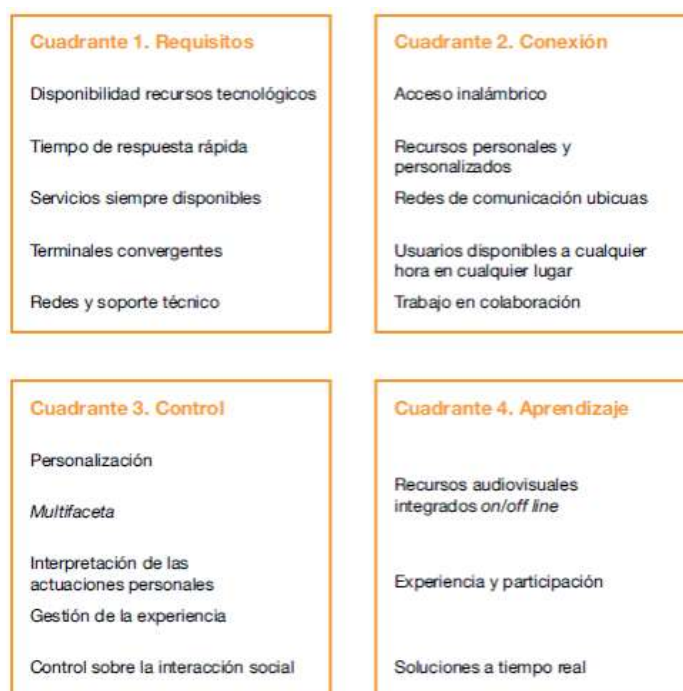 Cuadrante 1. Requisitos
Disponibilidad recursos tecnológicos
Tiempo de respuesta rápida
Servicios siempre disponibles
Terminales convergentes
Redes y soporte técnico
Cuadrante 2. Conexión
Acceso inalámbrico
Recursos personales y
personalizados
Redes de comunicación ubicuas
Usuarios disponibles a cualquier
hora en cualquier lugar
Trabajo en colaboración
Cuadrante 3. Control
Personalización
Multifaceta
Interpretación de las
actuaciones personales
Gestión de la experiencia
Control sobre la interacción social
Cuadrante 4. Aprendizaje
Recursos audiovisuales
integrados on/off line
Experiencia y participación
Soluciones a tiempo real